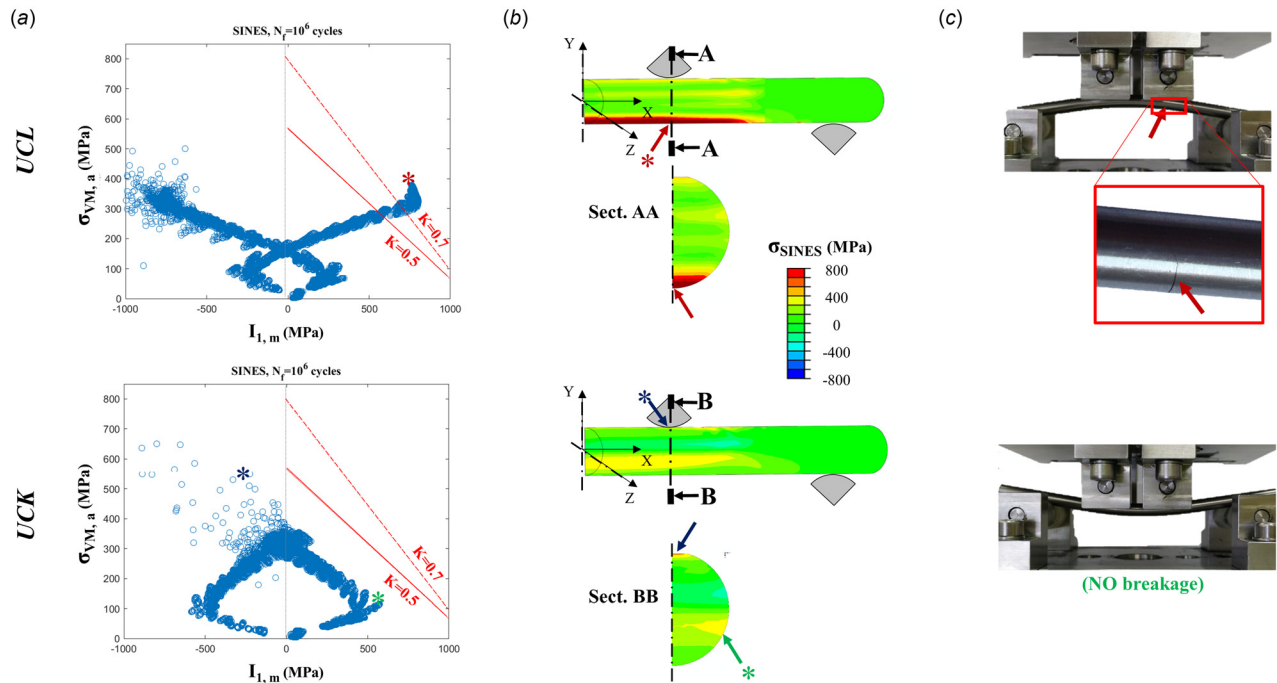 (a)
SINES, N_f=10^6 cycles
UCL
σ_VM, a (MPa)
800
700
600
500
400
300
200
100
0
*
K=0.7
K=0.5
-1000
-500
0
500
1000
I_1, m (MPa)
SINES, N_f=10^6 cycles
UCK
σ_VM, a (MPa)
800
700
600
500
400
300
200
100
0
*
*
K=0.7
K=0.5
-1000
-500
0
500
1000
I_1, m (MPa)
(b)
Y
A
X
Z
*
A
Sect. AA
σ_SINES (MPa)
800
400
0
-400
-800
Y
*
B
X
Z
B
Sect. BB
*
(c)
(NO breakage)